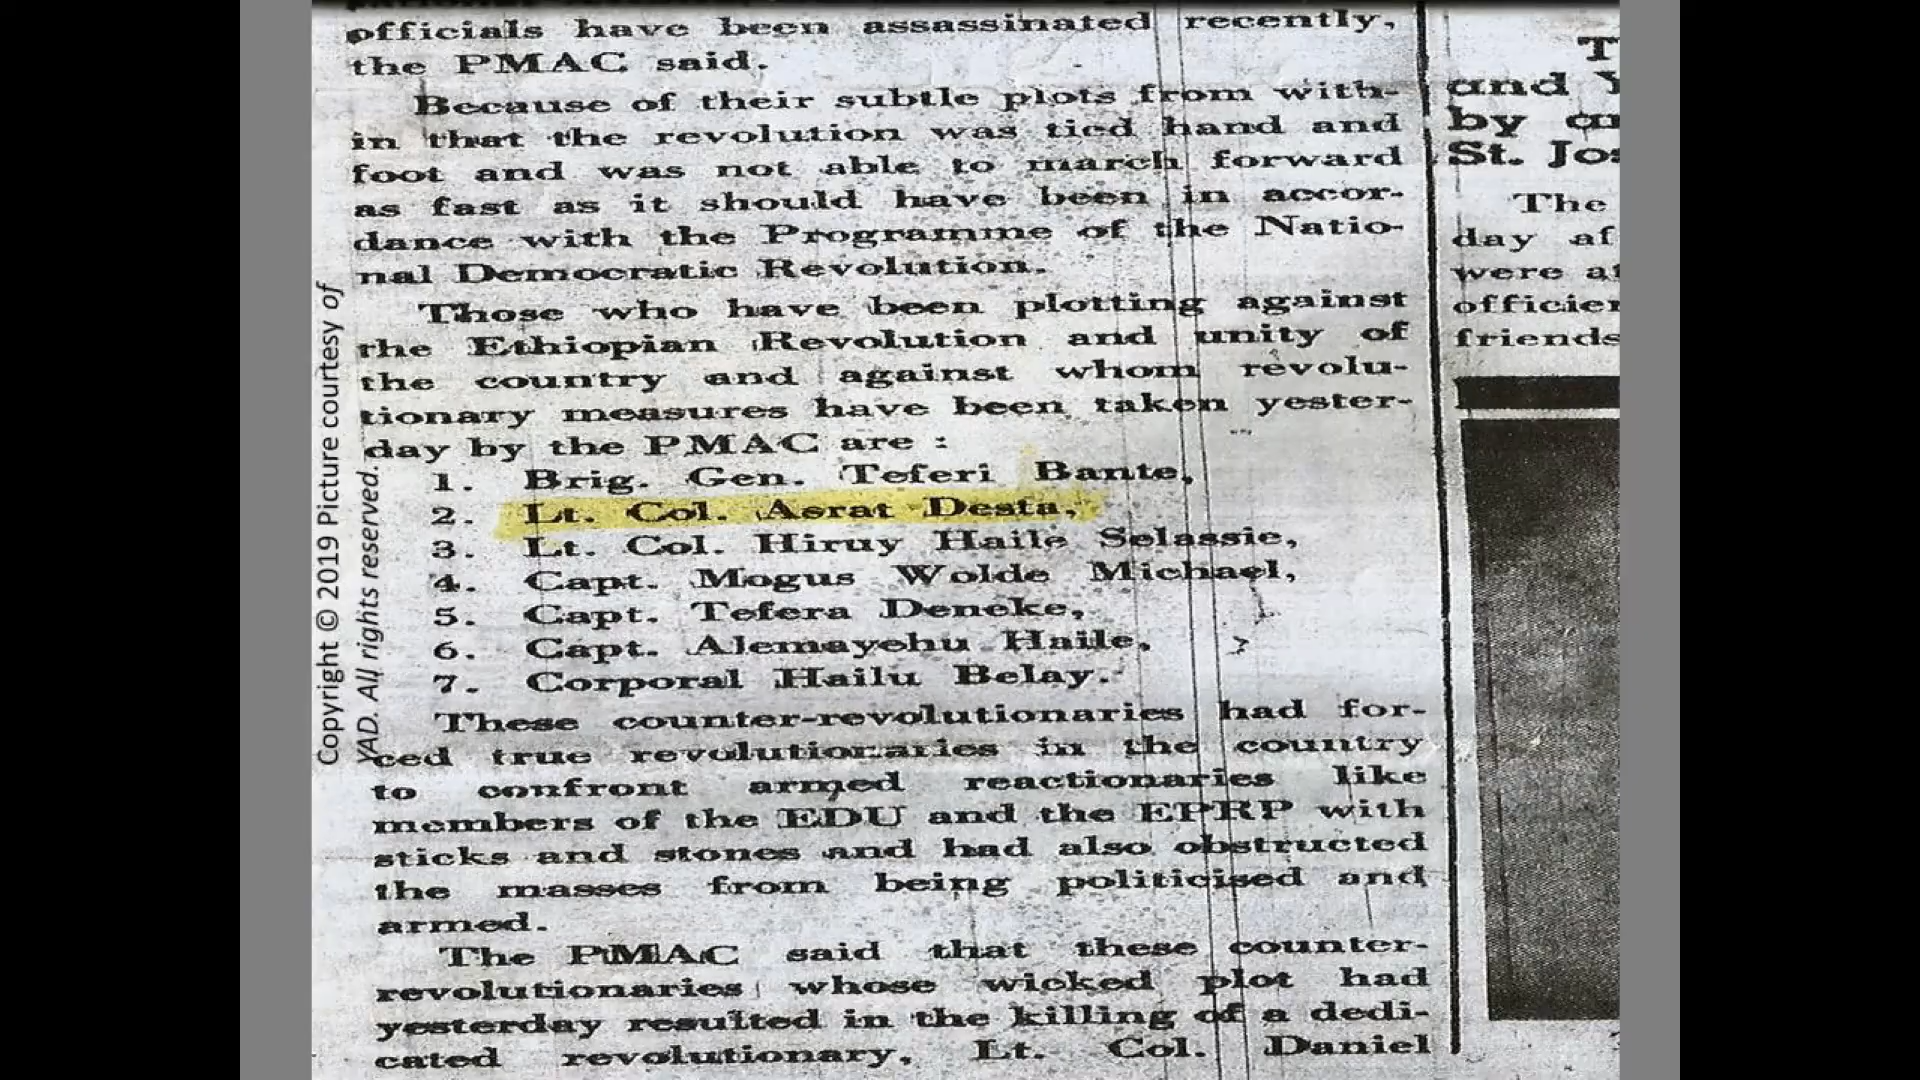 officials have been assassinated recently,
the PMAC said.
Because of their subtle plots from with-
in that the revolution was tied hand and
foot and was not able to march forward
as fast as it should have been in accor-
dance with the Programme of the Natio-
nal Democratic Revolution.
Those who have been plotting against
the Ethiopian Revolution and unity of
the country and against whom revolu-
tionary measures have been taken yester-
day by the PMAC are :
1. Brig. Gen. Teferi Bante,
2. Lt. Col. Asrat Desta,
3. Lt. Col. Hiruy Haile Selassie,
4. Capt. Mogus Wolde Michael,
5. Capt. Tefera Deneke,
6. Capt. Alemayehu Haile,
7. Corporal Hailu Belay.
These counter-revolutionaries had for-
ced true revolutionaries in the country
to confront armed reactionaries like
members of the EDU and the EPRP with
sticks and stones and had also obstructed
the masses from being politicised and
armed.
The PMAC said that these counter-
revolutionaries whose wicked plot had
yesterday resulted in the killing of a dedi-
cated revolutionary, Lt. Col. Daniel
T
and Y
by an
St. Jos
The
day af
were at
officier
friends
Copyright © 2019 Picture courtesy of
YAD. All rights reserved.